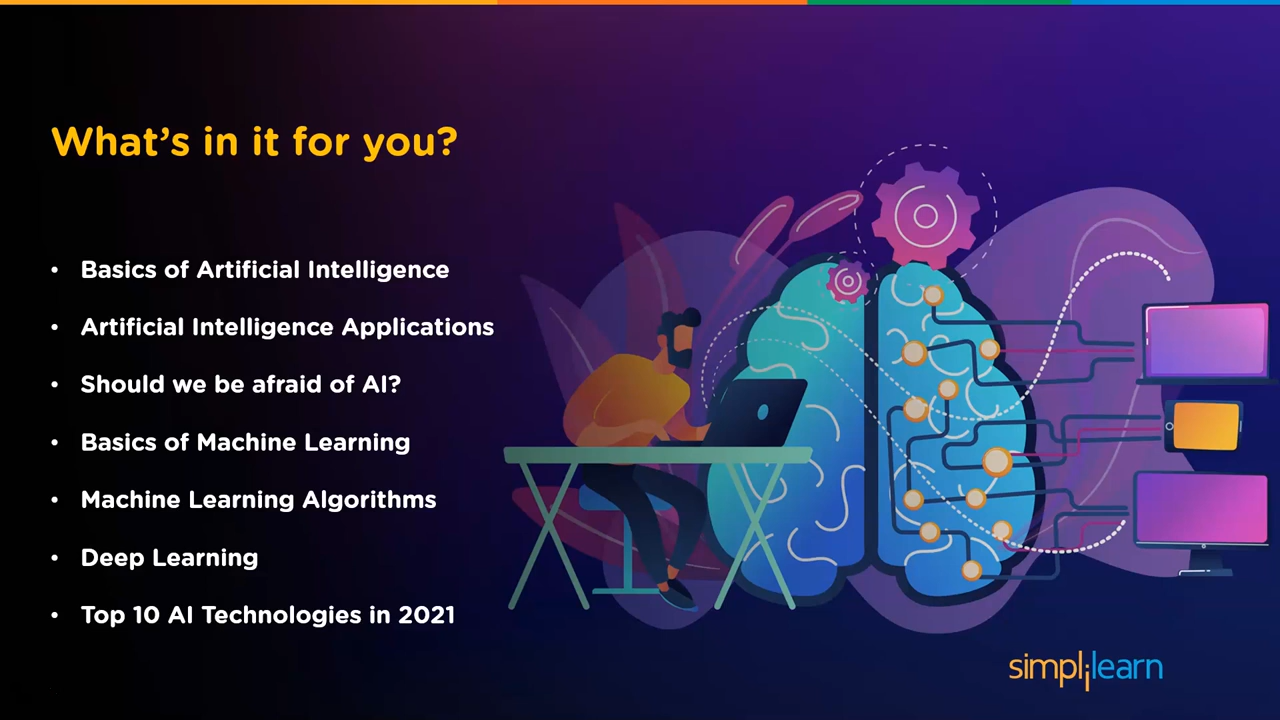 What's in it for you?
• Basics of Artificial Intelligence
• Artificial Intelligence Applications
• Should we be afraid of AI?
• Basics of Machine Learning
• Machine Learning Algorithms
• Deep Learning
• Top 10 AI Technologies in 2021
simplilearn